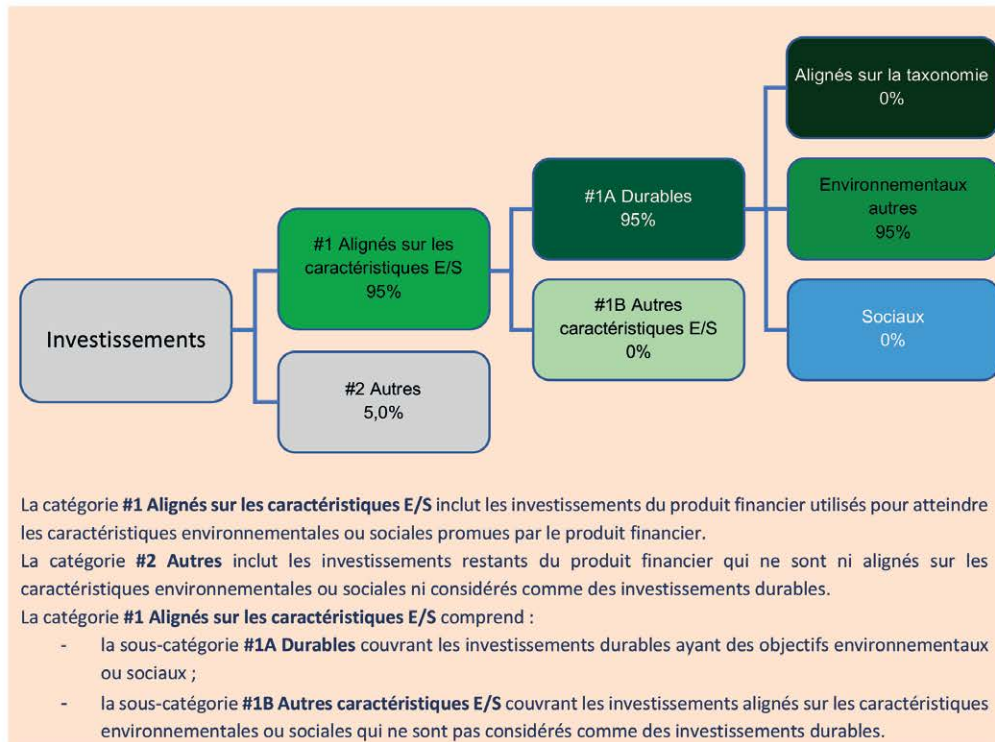 Alignés sur la taxonomie
0%
#1A Durables
95%
Environnementaux
autres
95%
#1 Alignés sur les
caractéristiques E/S
95%
#1B Autres
caractéristiques E/S
0%
Sociaux
0%
Investissements
#2 Autres
5,0%
La catégorie #1 Alignés sur les caractéristiques E/S inclut les investissements du produit financier utilisés pour atteindre
les caractéristiques environnementales ou sociales promues par le produit financier.
La catégorie #2 Autres inclut les investissements restants du produit financier qui ne sont ni alignés sur les
caractéristiques environnementales ou sociales ni considérés comme des investissements durables.
La catégorie #1 Alignés sur les caractéristiques E/S comprend :
- la sous-catégorie #1A Durables couvrant les investissements durables ayant des objectifs environnementaux
ou sociaux ;
- la sous-catégorie #1B Autres caractéristiques E/S couvrant les investissements alignés sur les caractéristiques
environnementales ou sociales qui ne sont pas considérés comme des investissements durables.